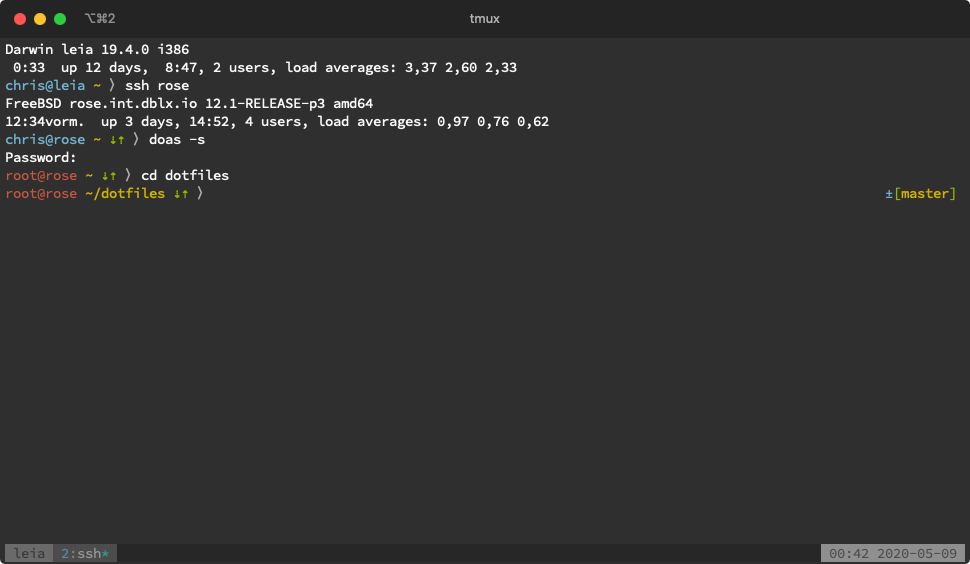 ⌥⌘2 tmux
Darwin leia 19.4.0 i386
0:33  up 12 days,  8:47, 2 users, load averages: 3,37 2,60 2,33
chris@leia ~ ❭ ssh rose
FreeBSD rose.int.dblx.io 12.1-RELEASE-p3 amd64
12:34vorm.  up 3 days, 14:52, 4 users, load averages: 0,97 0,76 0,62
chris@rose ~ ↓↑ ❭ doas -s
Password:
root@rose ~ ↓↑ ❭ cd dotfiles
root@rose ~/dotfiles ↓↑ ❭ ±[master]
leia 2:ssh* 00:42 2020-05-09